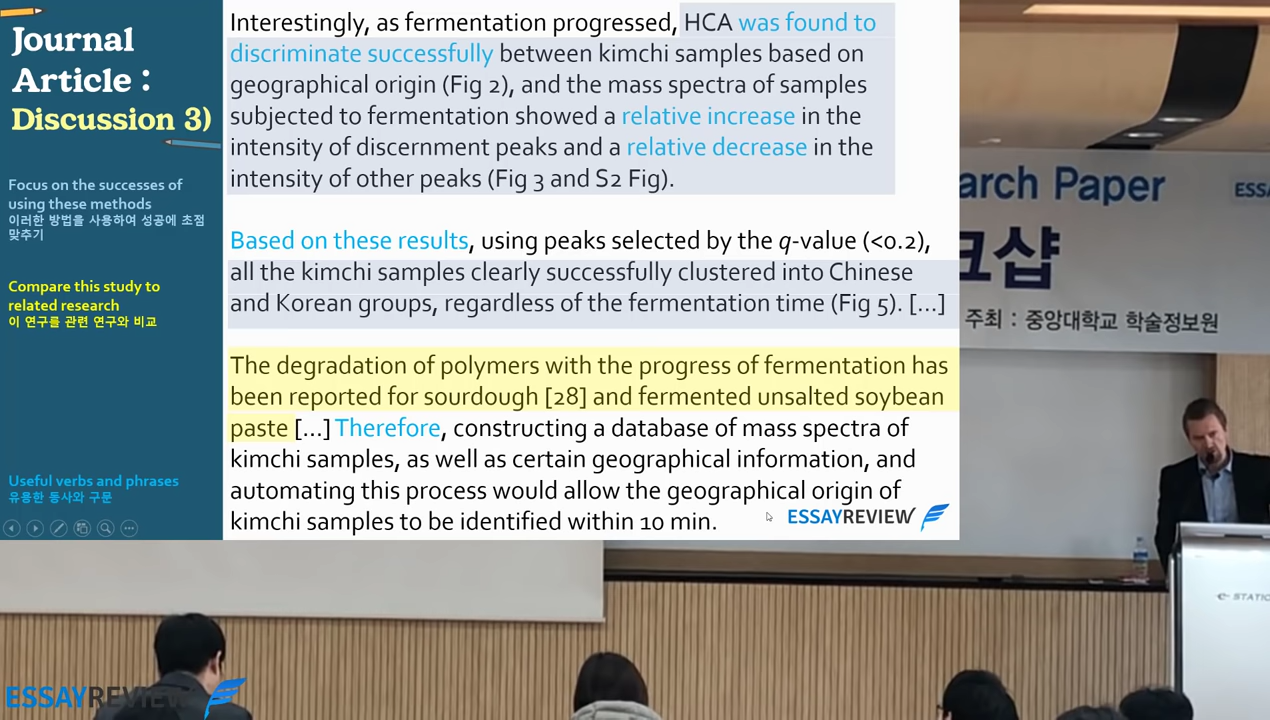 Journal
Article :
Discussion 3)
Focus on the successes of
using these methods
이러한 방법을 사용하여 성공에 초점
맞추기
Compare this study to
related research
이 연구를 관련 연구와 비교
Useful verbs and phrases
유용한 동사와 구문
Interestingly, as fermentation progressed, HCA was found to
discriminate successfully between kimchi samples based on
geographical origin (Fig 2), and the mass spectra of samples
subjected to fermentation showed a relative increase in the
intensity of discernment peaks and a relative decrease in the
intensity of other peaks (Fig 3 and S2 Fig).
Based on these results, using peaks selected by the q-value (<0.2),
all the kimchi samples clearly successfully clustered into Chinese
and Korean groups, regardless of the fermentation time (Fig 5). [...]
The degradation of polymers with the progress of fermentation has
been reported for sourdough [28] and fermented unsalted soybean
paste [...] Therefore, constructing a database of mass spectra of
kimchi samples, as well as certain geographical information, and
automating this process would allow the geographical origin of
kimchi samples to be identified within 10 min.
ESSAYREVIEW
arch Paper
ESS
크샵
주최 : 중앙대학교 학술정보원
ESSAYREVIEW